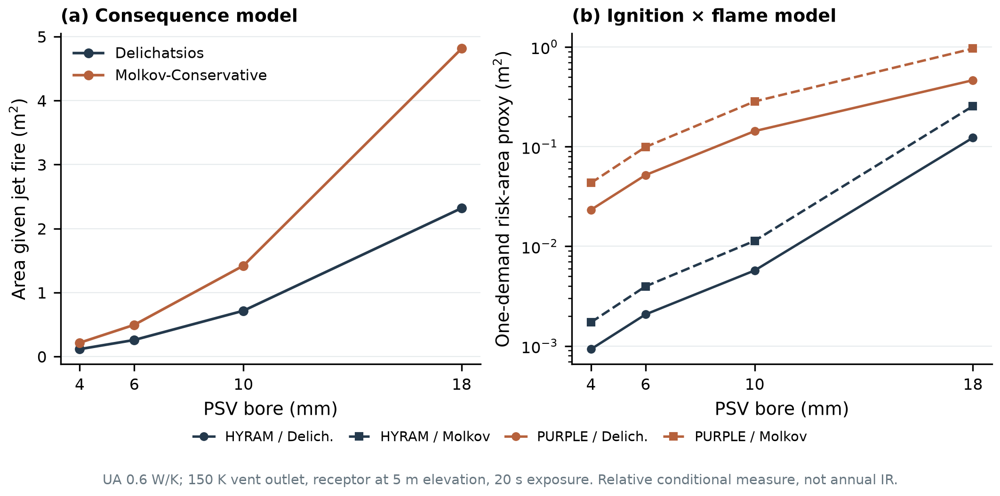 (a) Consequence model
Area given jet fire (m²)
5
4
3
2
1
0
Delichatsios
Molkov-Conservative
4 6 10 18
PSV bore (mm)
(b) Ignition × flame model
One-demand risk-area proxy (m²)
10⁰
10⁻¹
10⁻²
10⁻³
4 6 10 18
PSV bore (mm)
HYRAM / Delich. HYRAM / Molkov PURPLE / Delich. PURPLE / Molkov
UA 0.6 W/K; 150 K vent outlet, receptor at 5 m elevation, 20 s exposure. Relative conditional measure, not annual IR.